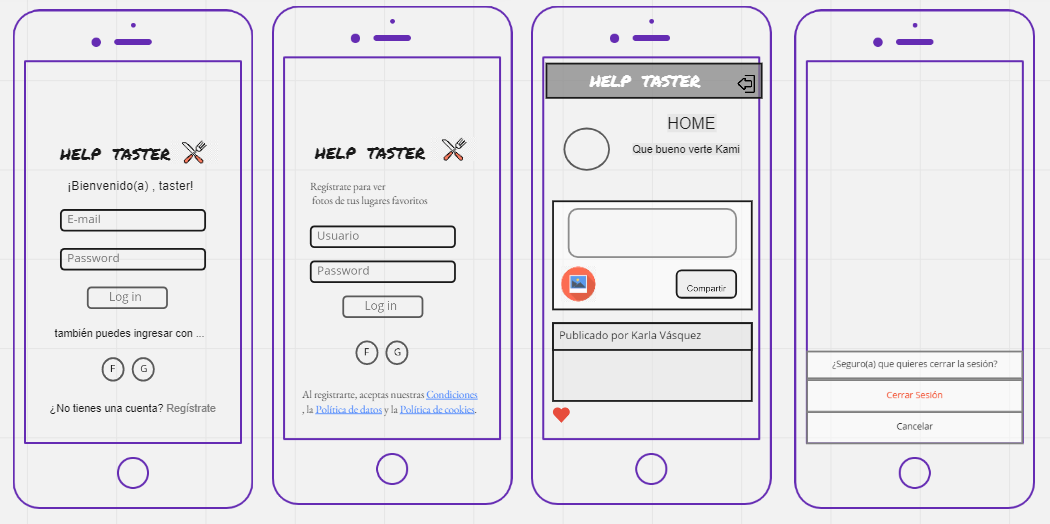 HELP TASTER
¡Bienvenido(a) , taster!
E-mail
Password
Log in
también puedes ingresar con ...
F G
¿No tienes una cuenta? Regístrate
HELP TASTER
Regístrate para ver
fotos de tus lugares favoritos
Usuario
Password
Log in
F G
Al registrarte, aceptas nuestras Condiciones
, la Política de datos y la Política de cookies.
HELP TASTER
HOME
Que bueno verte Kami
Compartir
Publicado por Karla Vásquez
¿Seguro(a) que quieres cerrar la sesión?
Cerrar Sesión
Cancelar